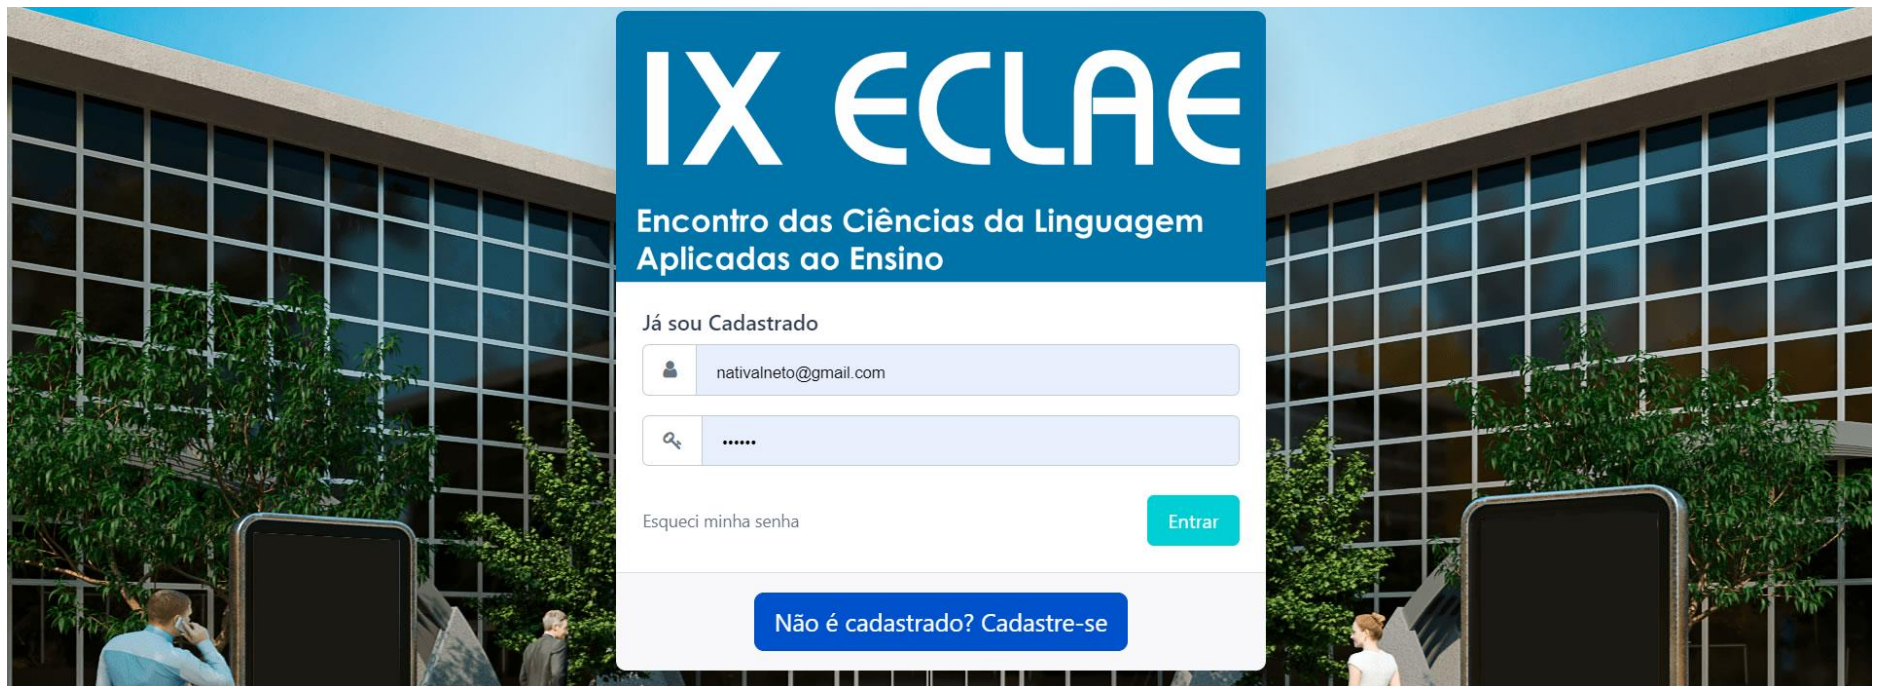 IX ECLAE
Encontro das Ciências da Linguagem
Aplicadas ao Ensino
Já sou Cadastrado
nativalneto@gmail.com
••••••
Esqueci minha senha
Entrar
Não é cadastrado? Cadastre-se